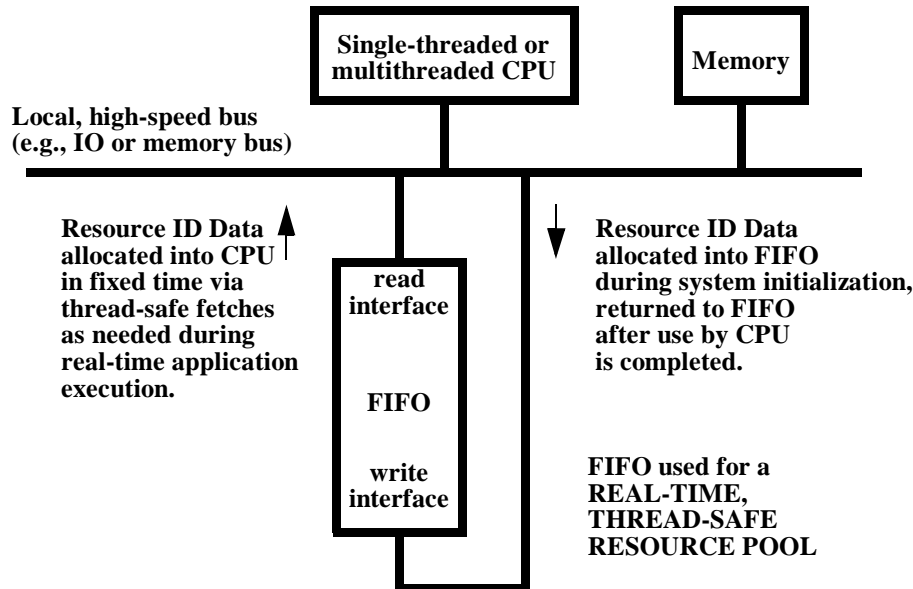 Single-threaded or
multithreaded CPU
Memory
Local, high-speed bus
(e.g., IO or memory bus)
Resource ID Data
allocated into CPU
in fixed time via
thread-safe fetches
as needed during
real-time application
execution.
read
interface
FIFO
write
interface
Resource ID Data
allocated into FIFO
during system initialization,
returned to FIFO
after use by CPU
is completed.
FIFO used for a
REAL-TIME,
THREAD-SAFE
RESOURCE POOL